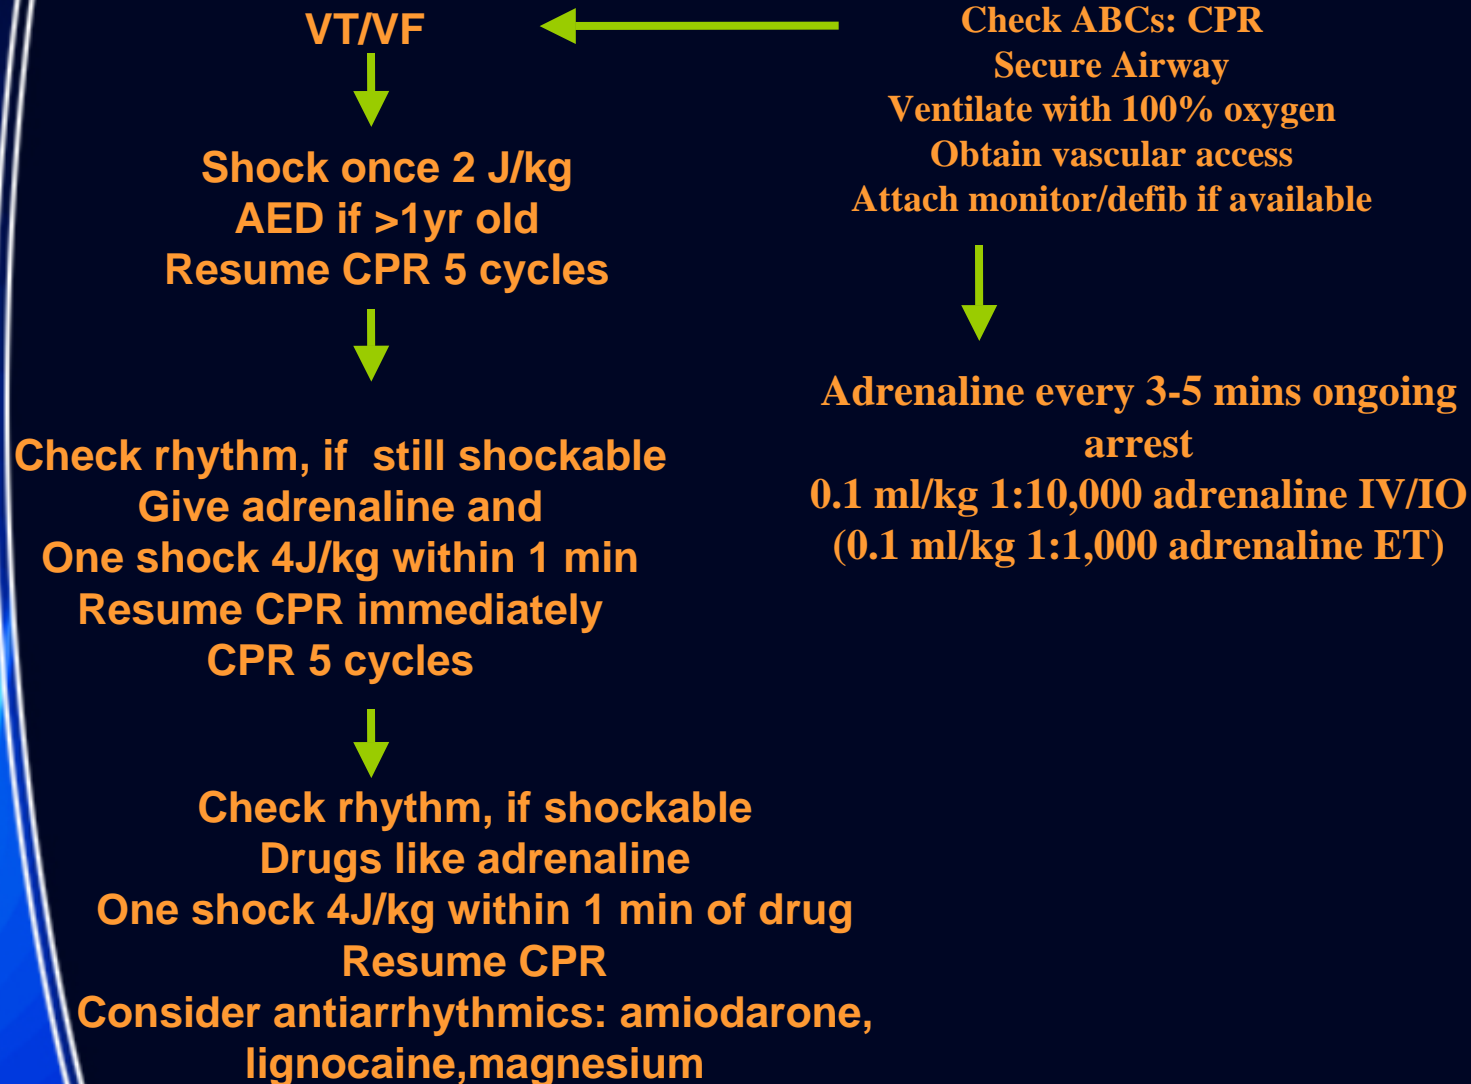 VT/VF
Check ABCs: CPR
Secure Airway
Ventilate with 100% oxygen
Obtain vascular access
Attach monitor/defib if available
Shock once 2 J/kg
AED if >1yr old
Resume CPR 5 cycles
Adrenaline every 3-5 mins ongoing
arrest
0.1 ml/kg 1:10,000 adrenaline IV/IO
(0.1 ml/kg 1:1,000 adrenaline ET)
Check rhythm, if still shockable
Give adrenaline and
One shock 4J/kg within 1 min
Resume CPR immediately
CPR 5 cycles
Check rhythm, if shockable
Drugs like adrenaline
One shock 4J/kg within 1 min of drug
Resume CPR
Consider antiarrhythmics: amiodarone,
lignocaine,magnesium